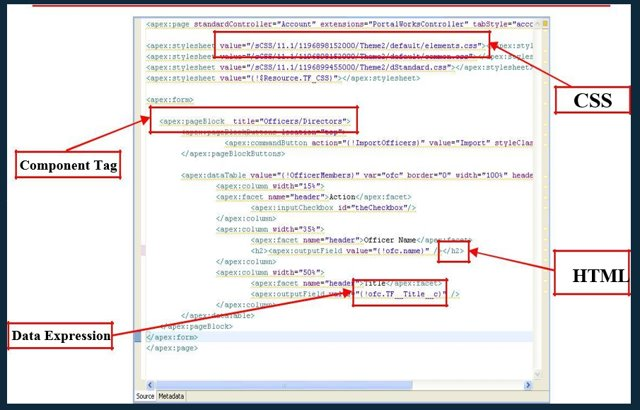 <apex:page standardController="Account" extensions="PortalWorksController" tabStyle="acco
<apex:stylesheet value="/sCSS/11.1/1196898152000/Theme2/default/elements.css"></apex:styl
<apex:stylesheet value="/sCSS/11.1/1196898152000/Theme2/default/common.css"></apex:style
<apex:stylesheet value="/sCSS/11.1/1196899455000/Theme2/dStandard.css"></apex:stylesheet>
<apex:stylesheet value="{!$Resource.TF_CSS}"></apex:stylesheet>
CSS
<apex:form>
<apex:pageBlock title="Officers/Directors">
<apex:pageBlockButtons location="top">
<apex:commandButton action="{!ImportOfficers}" value="Import" styleClas
</apex:pageBlockButtons>
Component Tag
<apex:dataTable value="{!OfficerMembers}" var="ofc" border="0" width="100%" heade
<apex:column width="15%">
<apex:facet name="header">Action</apex:facet>
<apex:inputCheckbox id="theCheckbox"/>
</apex:column>
<apex:column width="35%">
<apex:facet name="header">Officer Name</apex:facet>
<h2><apex:outputField value="{!ofc.name}" /></h2>
</apex:column>
<apex:column width="50%">
HTML
<apex:facet name="header">Title</apex:facet>
<apex:outputField value="{!ofc.TF__Title__c}" />
</apex:column>
</apex:dataTable>
</apex:pageBlock>
Data Expression
</apex:form>
</apex:page>
Source Metadata